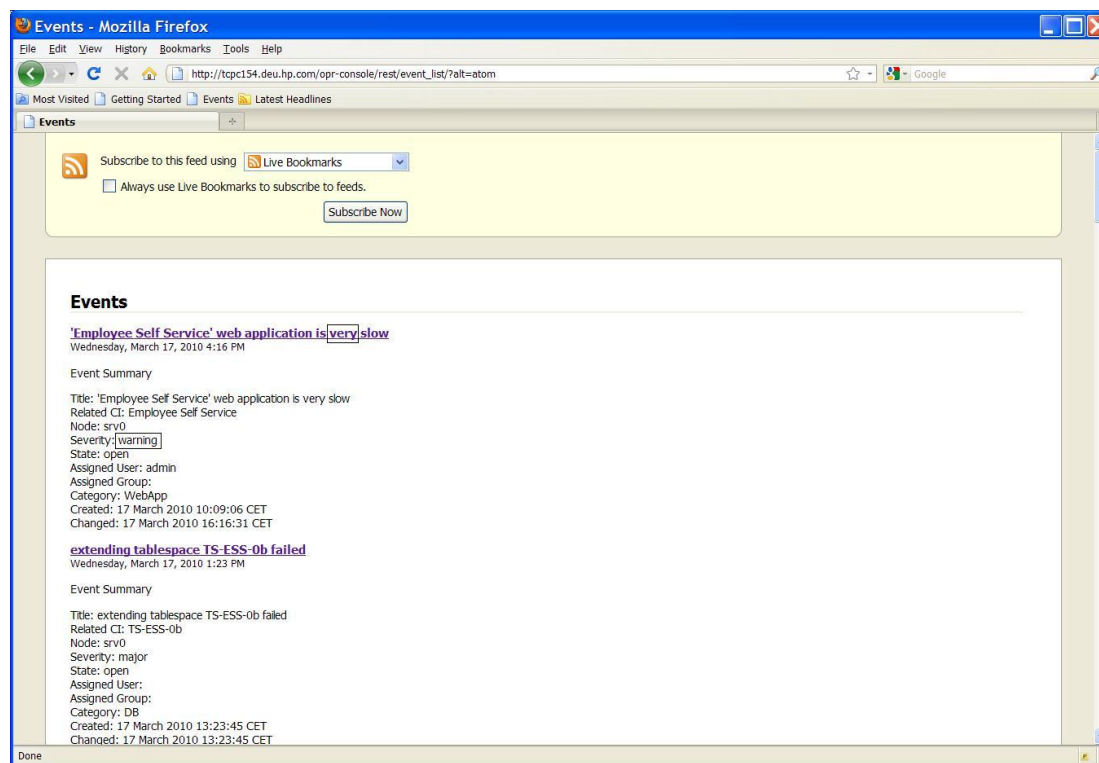 Events - Mozilla Firefox
File Edit View History Bookmarks Tools Help
http://tcpc154.deu.hp.com/opr-console/rest/event_list/?alt=atom
Google
Most Visited Getting Started Events Latest Headlines
Events
Subscribe to this feed using Live Bookmarks
Always use Live Bookmarks to subscribe to feeds.
Subscribe Now
Events
'Employee Self Service' web application is very slow
Wednesday, March 17, 2010 4:16 PM
Event Summary
Title: 'Employee Self Service' web application is very slow
Related CI: Employee Self Service
Node: srv0
Severity: warning
State: open
Assigned User: admin
Assigned Group:
Category: WebApp
Created: 17 March 2010 10:09:06 CET
Changed: 17 March 2010 16:16:31 CET
extending tablespace TS-ESS-0b failed
Wednesday, March 17, 2010 1:23 PM
Event Summary
Title: extending tablespace TS-ESS-0b failed
Related CI: TS-ESS-0b
Node: srv0
Severity: major
State: open
Assigned User:
Assigned Group:
Category: DB
Created: 17 March 2010 13:23:45 CET
Changed: 17 March 2010 13:23:45 CET
Done